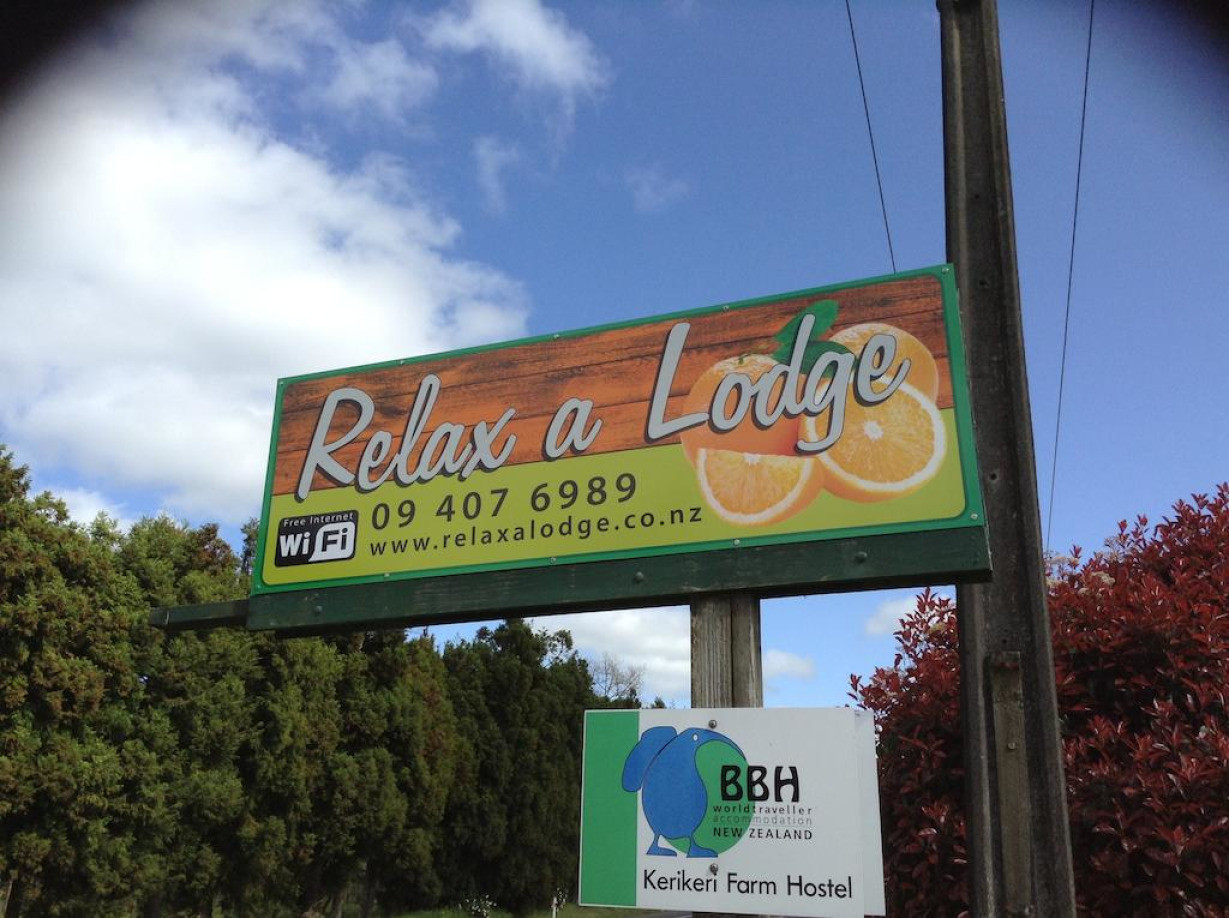 Relax a Lodge
Free Internet
WiFi
09 407 6989
www.relaxalodge.co.nz
BBH
worldtraveller
accommodation
NEW ZEALAND
Kerikeri Farm Hostel